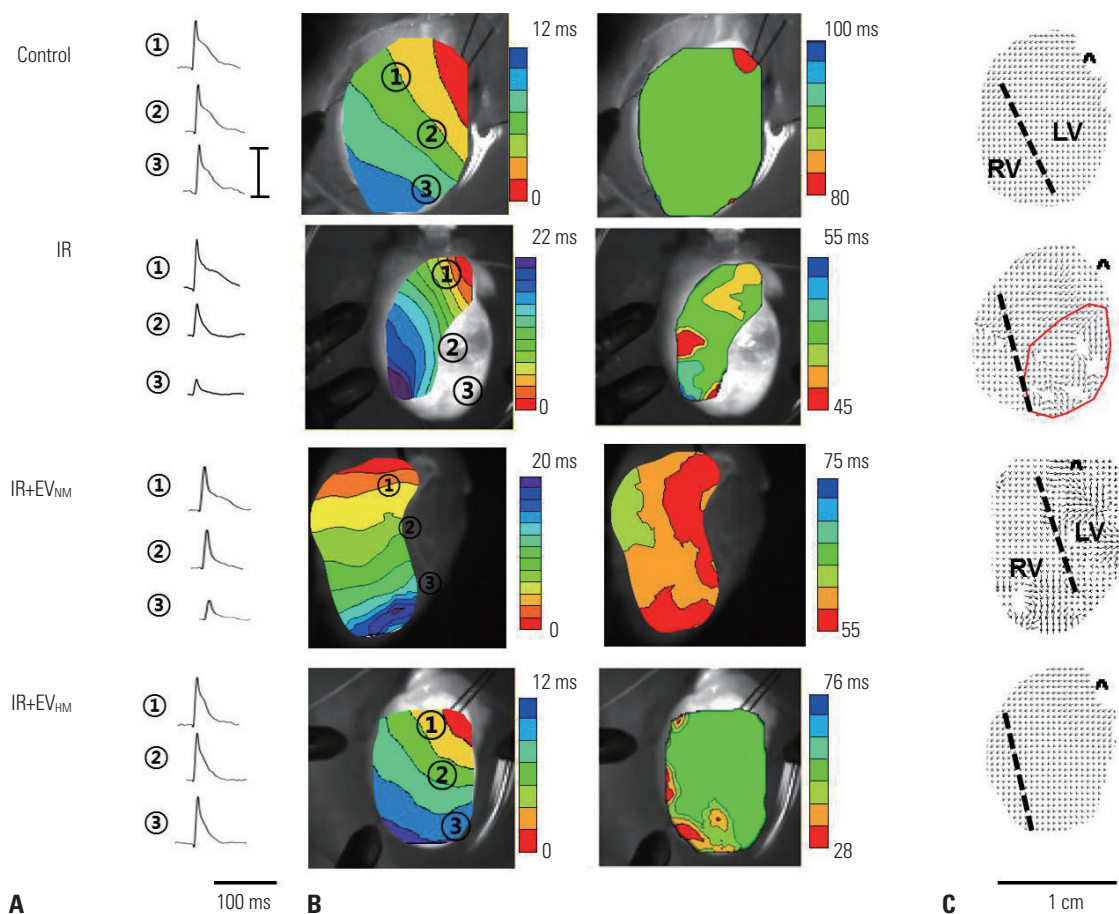 Control
①
②
③
12 ms
0
①
②
③
100 ms
80
RV
LV
IR
①
②
③
22 ms
0
①
②
③
55 ms
45
IR+EVNM
①
②
③
20 ms
0
①
②
③
75 ms
55
RV
LV
IR+EVHM
①
②
③
12 ms
0
①
②
③
76 ms
28
A
100 ms
B
C
1 cm